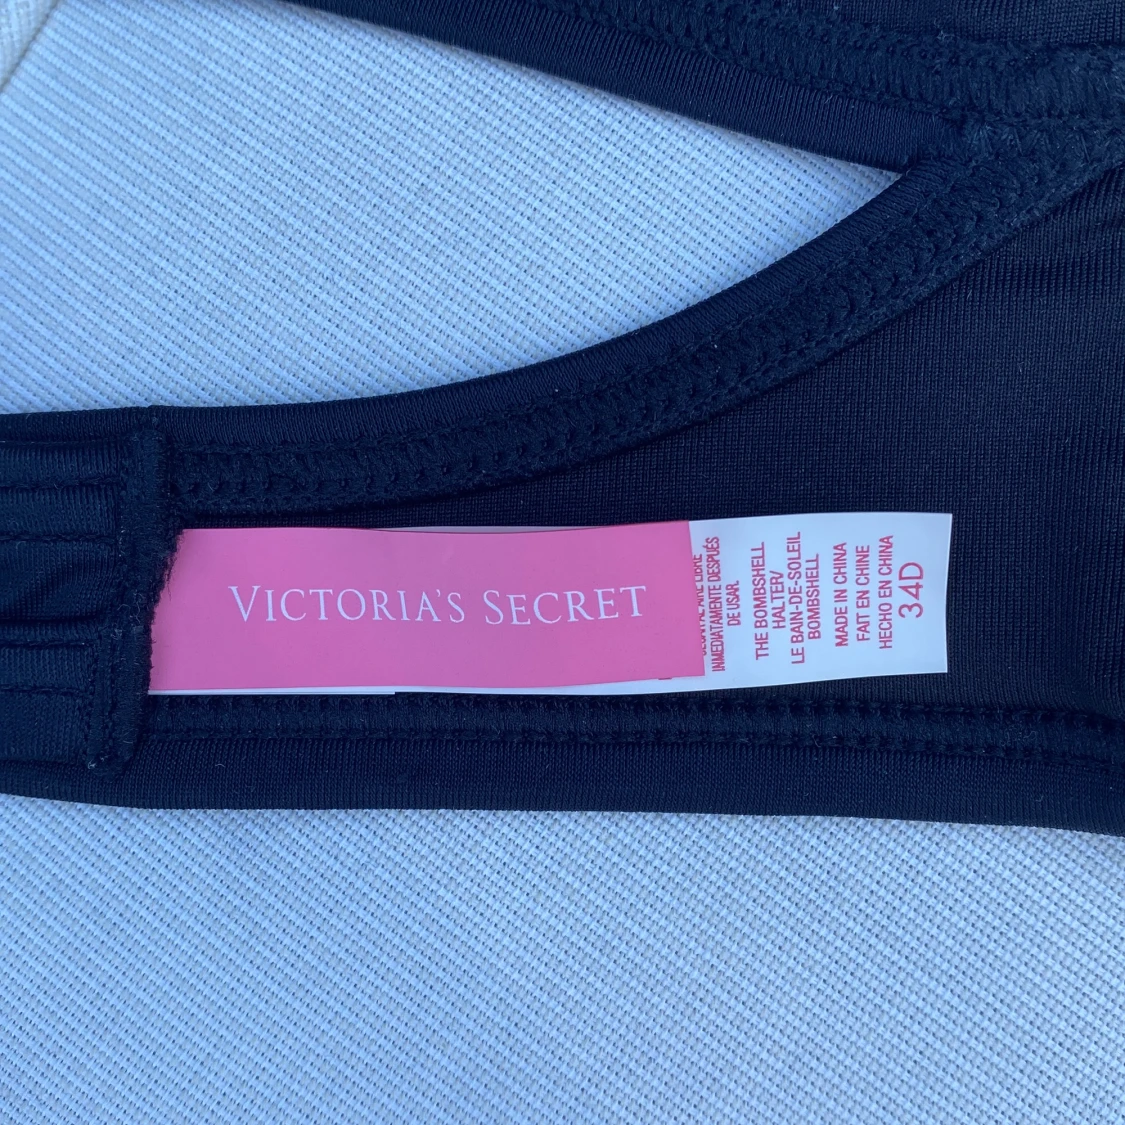 VICTORIA'S SECRET
INMEDIATAMENTE DESPUÉS
DE USAR.
THE BOMBSHELL
HALTER/
LE BAIN-DE-SOLEIL
BOMBSHELL
MADE IN CHINA
FAIT EN CHINE
HECHO EN CHINA
34D